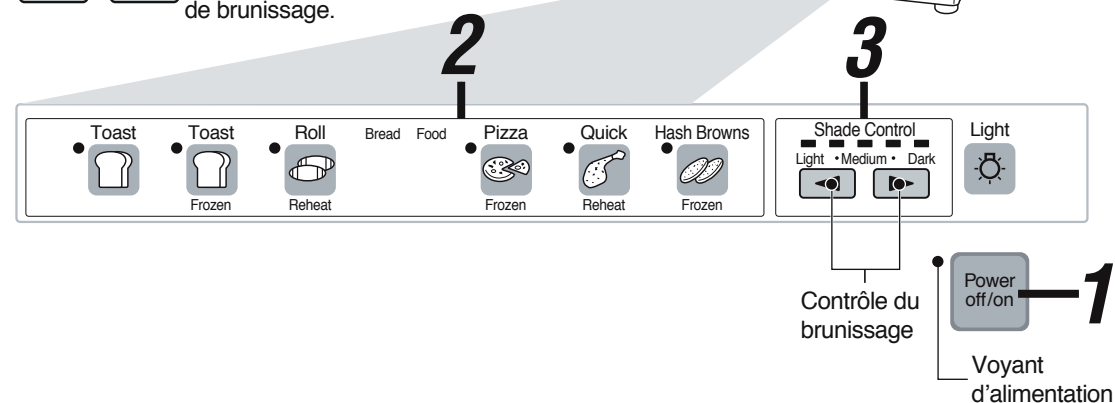 de brunissage.
2
3
Toast Toast Roll Bread Food Pizza Quick Hash Browns
Frozen Reheat Frozen Reheat Frozen
Shade Control
Light •Medium• Dark
Light
Contrôle du
brunissage
Power
off/on
1
Voyant
d'alimentation